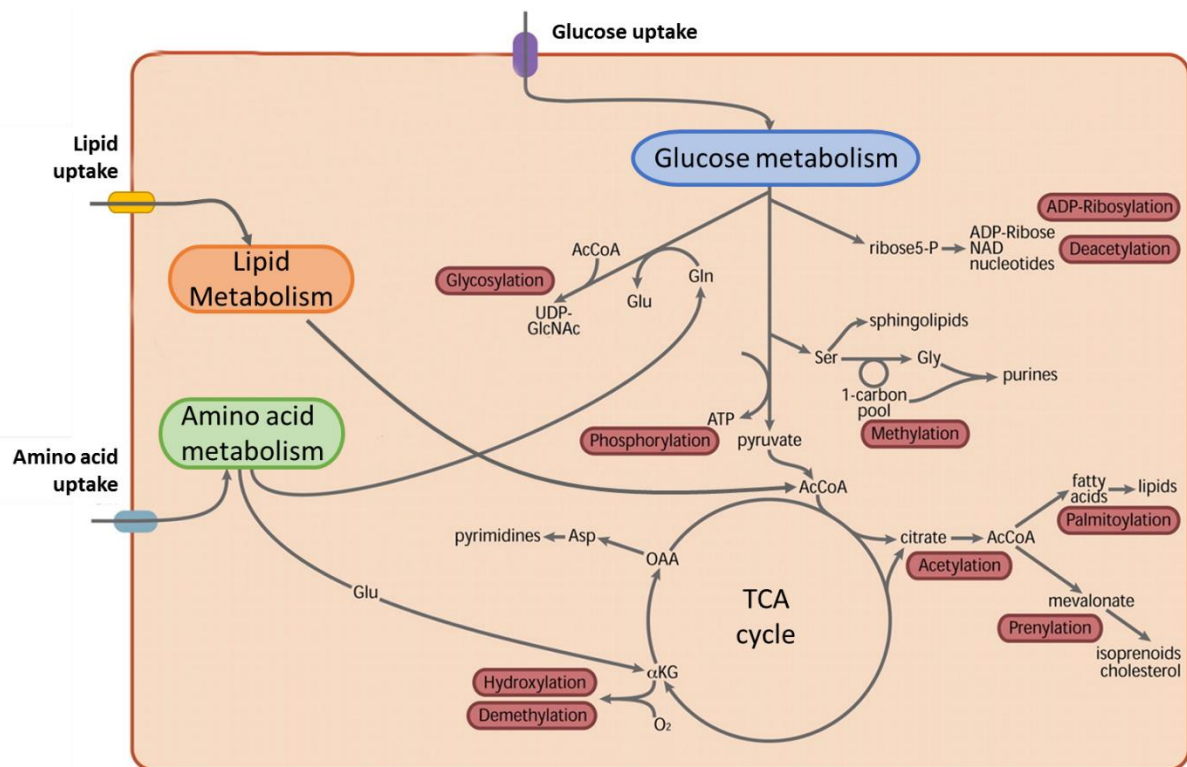 Glucose uptake
Lipid
uptake
Glucose metabolism
ADP-Ribosylation
ADP-Ribose
ribose5-P
NAD
nucleotides
Deacetylation
Lipid
Metabolism
AcCoA
Glycosylation
Gln
Glu
UDP-
GlcNAc
sphingolipids
Ser
Gly
purines
1-carbon
pool
Methylation
ATP
Phosphorylation
pyruvate
Amino acid
metabolism
Amino acid
uptake
AcCoA
fatty
acids
lipids
Palmitoylation
citrate
AcCoA
Acetylation
pyrimidines
Asp
OAA
Glu
TCA
cycle
mevalonate
Prenylation
isoprenoids
cholesterol
αKG
Hydroxylation
Demethylation
O₂